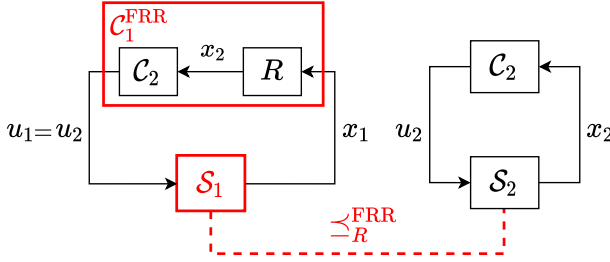 𝒞₁^FRR
x₂
𝒞₂
R
𝒞₂
u₁=u₂
x₁
u₂
x₂
𝒮₁
𝒮₂
⪯_R^FRR